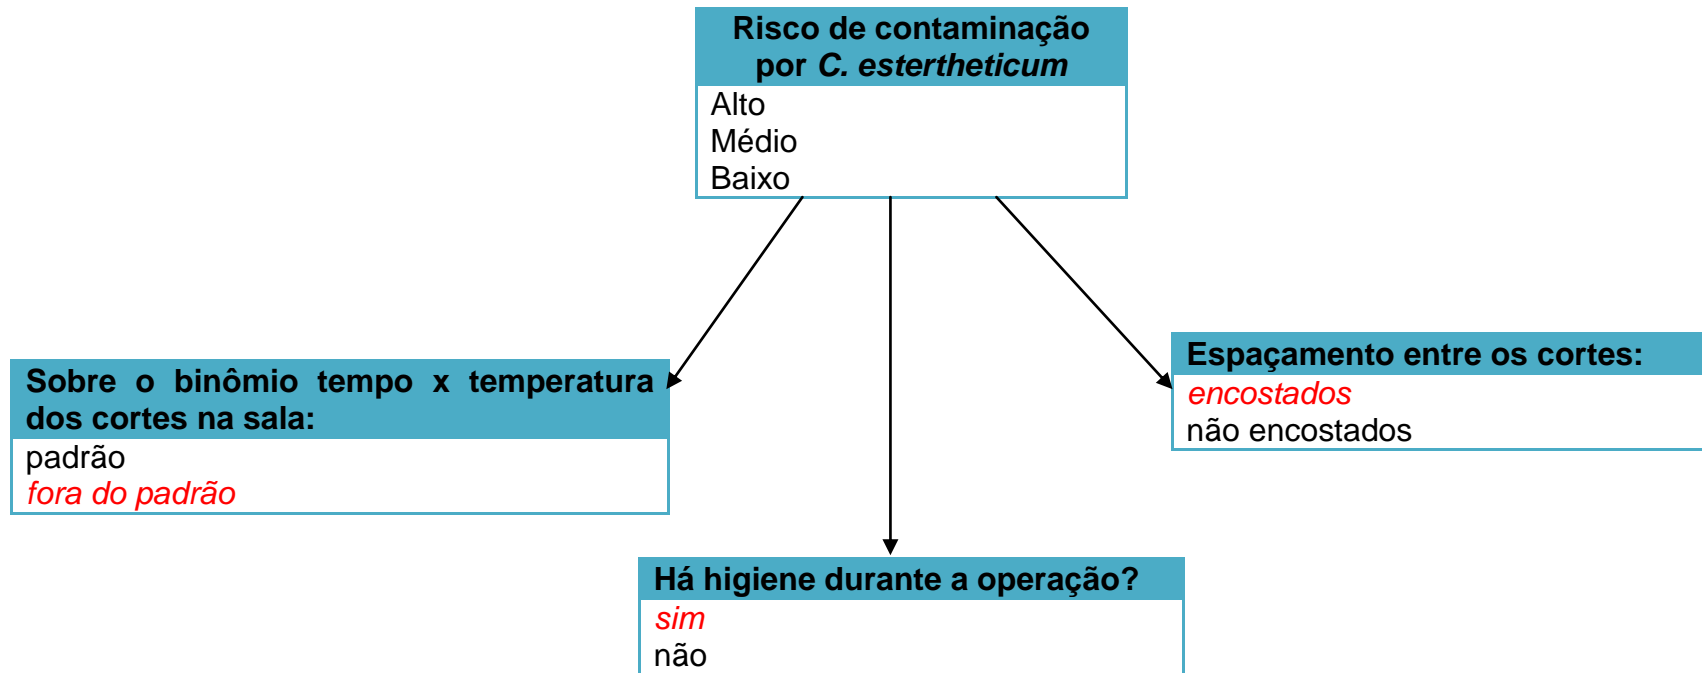 Risco de contaminação
por C. estertheticum
Alto
Médio
Baixo
Sobre o binômio tempo x temperatura
dos cortes na sala:
padrão
fora do padrão
Espaçamento entre os cortes:
encostados
não encostados
Há higiene durante a operação?
sim
não